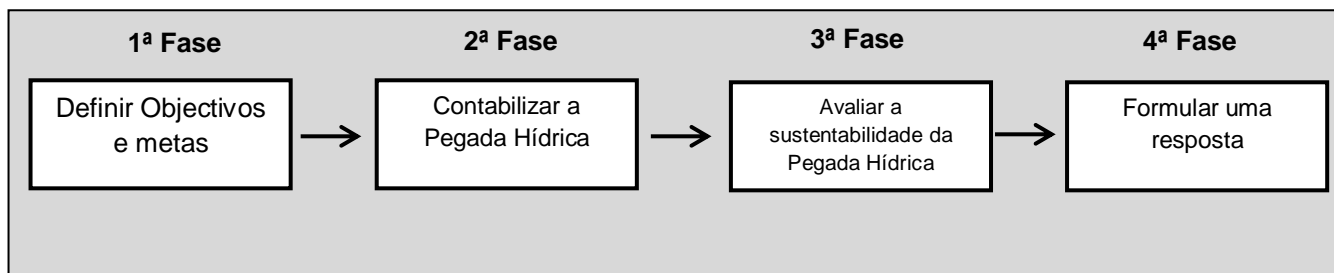 1ª Fase
2ª Fase
3ª Fase
4ª Fase
Definir Objectivos
e metas
Contabilizar a
Pegada Hídrica
Avaliar a
sustentabilidade da
Pegada Hídrica
Formular uma
resposta